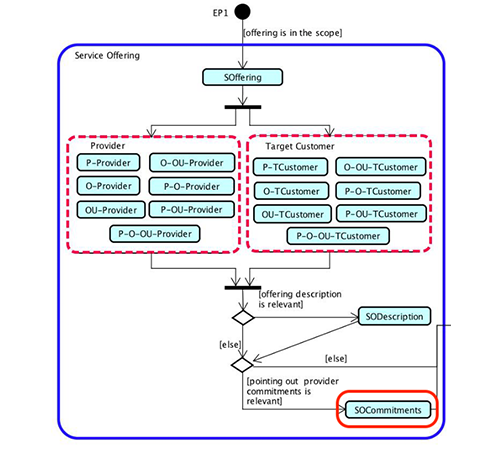 EP1
[offering is in the scope]
Service Offering
SOffering
Provider
P-Provider
O-OU-Provider
O-Provider
P-O-Provider
OU-Provider
P-OU-Provider
P-O-OU-Provider
Target Customer
P-TCustomer
O-OU-TCustomer
O-TCustomer
P-O-TCustomer
OU-TCustomer
P-OU-TCustomer
P-O-OU-TCustomer
[offering description
is relevant]
SODescription
[else]
[else]
[pointing out provider
commitments is
relevant]
SOCommitments